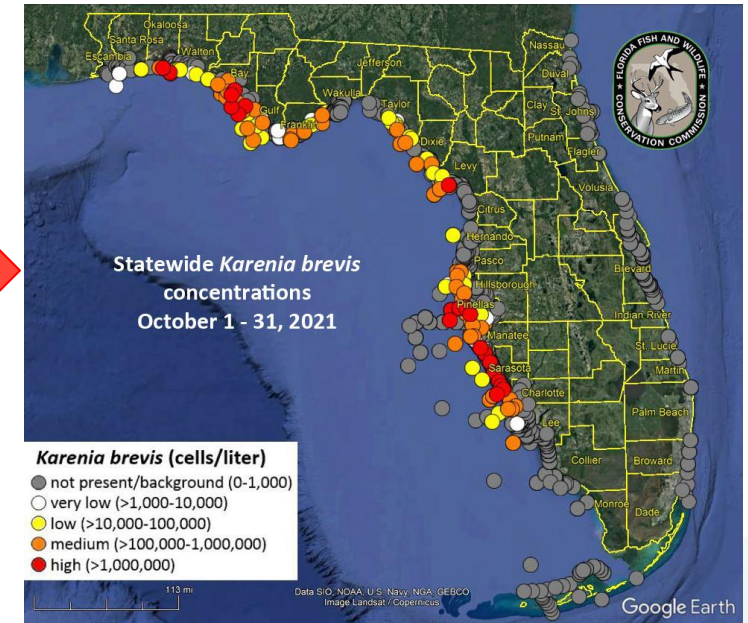 Okaloosa
Santa Rosa
Walton
Escambia
Bay
Jefferson
Nassau
FLORIDA FISH AND WILDLIFE
CONSERVATION COMMISSION
Duval
Wakulla
Taylor
Clay
St. Johns
Gulf
Franklin
Putnam
Dixie
Flagler
Levy
Volusia
Citrus
Hernando
Pasco
Statewide Karenia brevis
concentrations
October 1 - 31, 2021
Brevard
Hillsborough
Pinellas
Indian River
Manatee
St. Lucie
Sarasota
Martin
Charlotte
Palm Beach
Lee
Collier
Broward
Monroe
Dade
Karenia brevis (cells/liter)
not present/background (0-1,000)
very low (>1,000-10,000)
low (>10,000-100,000)
medium (>100,000-1,000,000)
high (>1,000,000)
113 mi
Data SIO, NOAA, U.S. Navy, NGA, GEBCO
Image Landsat / Copernicus
Google Earth